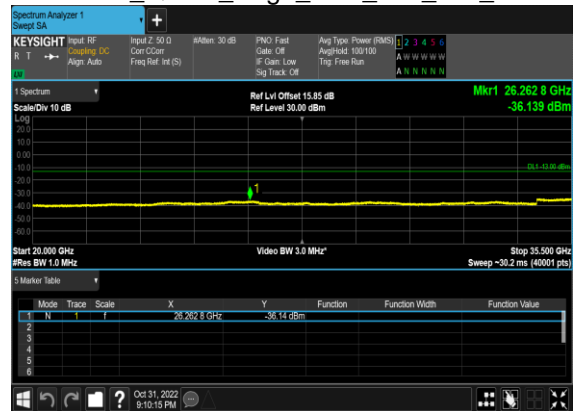 Spectrum Analyzer 1
Swept SA
+
KEYSIGHT Input: RF Input Z: 50 Ω #Atten: 30 dB PNO: Fast Avg Type: Power (RMS) 1 2 3 4 5 6
R T Coupling: DC Corr CCorr Gate: Off Avg|Hold: 100/100 A W W W W W
Align: Auto Freq Ref: Int (S) IF Gain: Low Trig: Free Run
LU Sig Track: Off A N N N N N
1 Spectrum Ref Lvl Offset 15.85 dB Mkr1 26.262 8 GHz
Scale/Div 10 dB Ref Level 30.00 dBm -36.139 dBm
Log
20.0
10.0
0.00
-10.0
DL1 -13.00 dBm
-20.0
-30.0
1
-40.0
-50.0
-60.0
Start 20.000 GHz Video BW 3.0 MHz* Stop 35.500 GHz
#Res BW 1.0 MHz Sweep ~30.2 ms (40001 pts)
5 Marker Table
Mode Trace Scale X Y Function Function Width Function Value
1 N 1 f 26.262 8 GHz -36.14 dBm
2
3
4
5
6
? Oct 31, 2022
9:10:15 PM